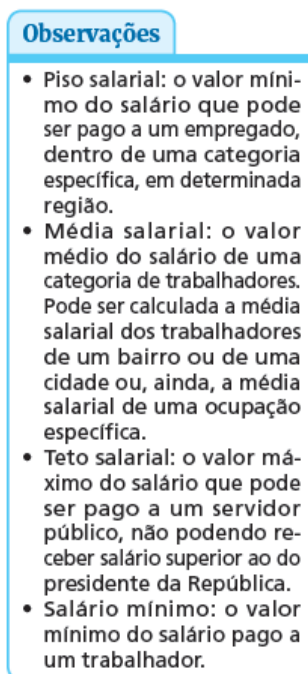 Observações
• Piso salarial: o valor míni-
mo do salário que pode
ser pago a um empregado,
dentro de uma categoria
específica, em determinada
região.
• Média salarial: o valor
médio do salário de uma
categoria de trabalhadores.
Pode ser calculada a média
salarial dos trabalhadores
de um bairro ou de uma
cidade ou, ainda, a média
salarial de uma ocupação
específica.
• Teto salarial: o valor má-
ximo do salário que pode
ser pago a um servidor
público, não podendo re-
ceber salário superior ao do
presidente da República.
• Salário mínimo: o valor
mínimo do salário pago a
um trabalhador.